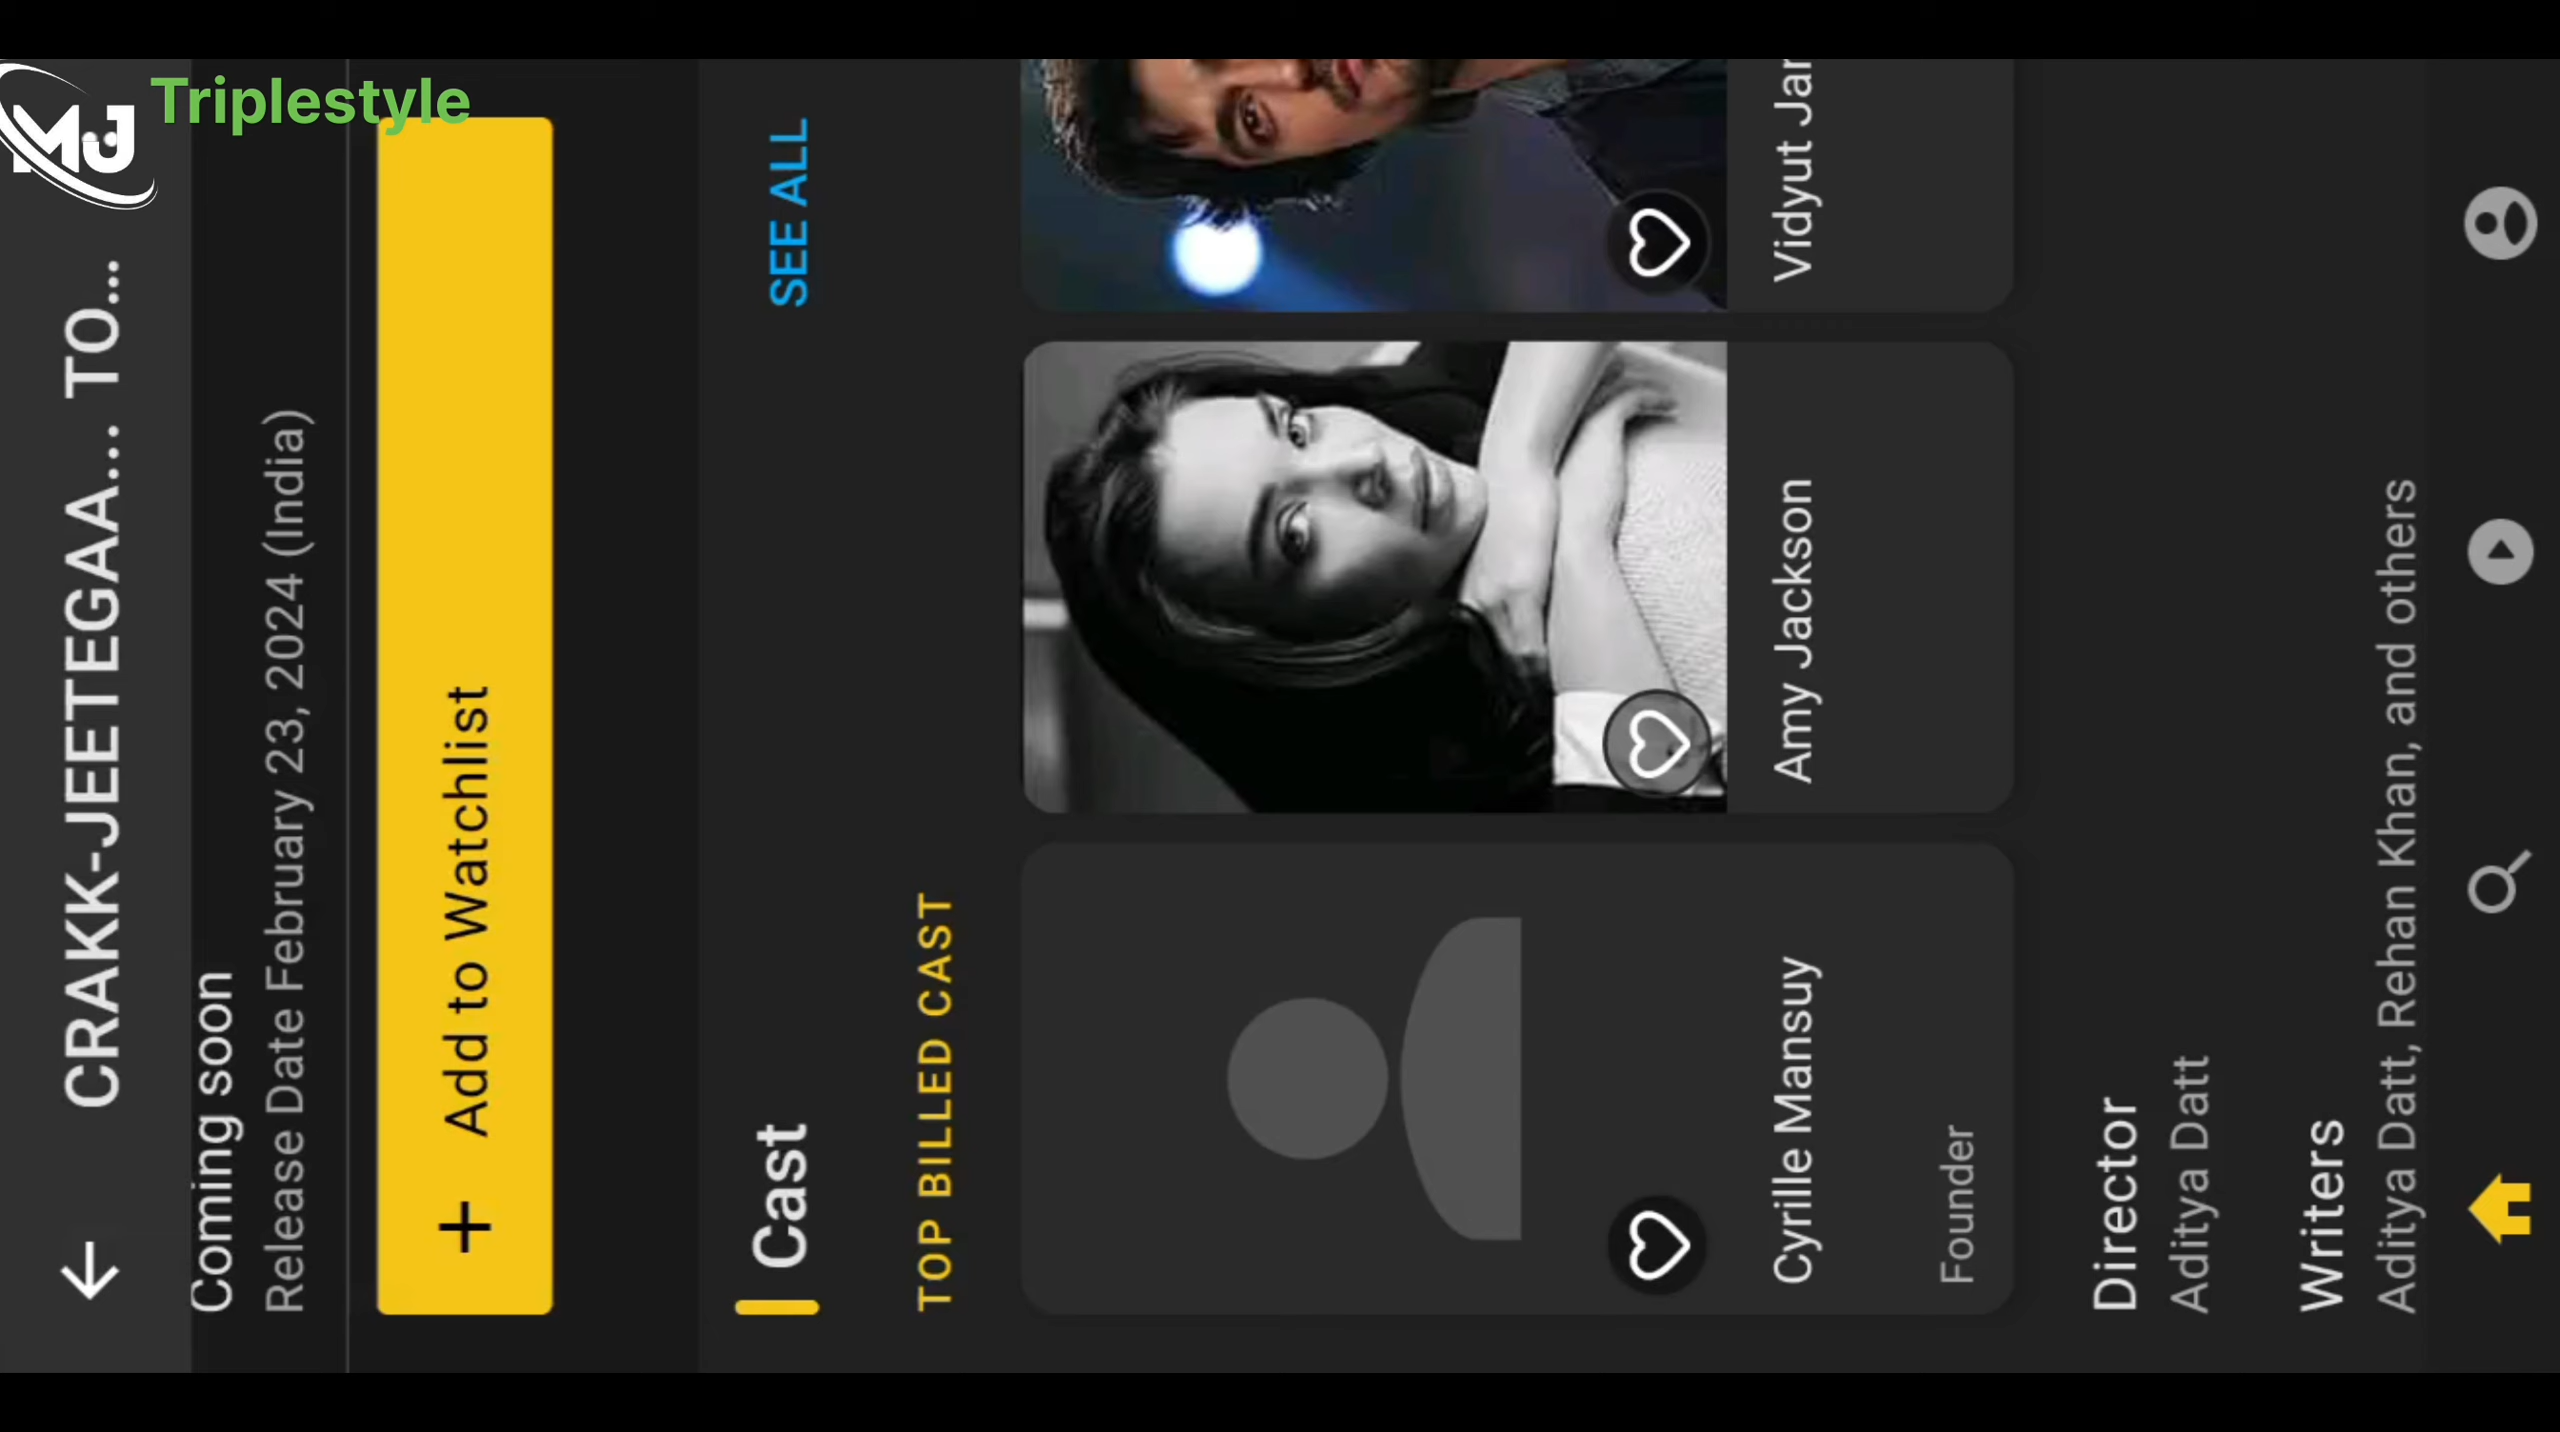 MJ
Triplestyle
CRAKK-JEETEGAA... TO...
Coming soon
Release Date February 23, 2024 (India)
+ Add to Watchlist
Cast
SEE ALL
TOP BILLED CAST
Cyrille Mansuy
Founder
Amy Jackson
Vidyut Jar
Director
Aditya Datt
Writers
Aditya Datt, Rehan Khan, and others